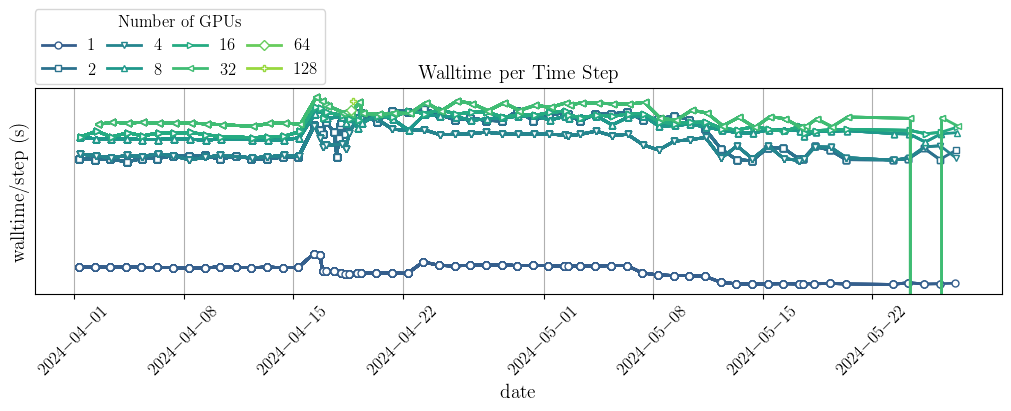 Number of GPUs
1 4 16 64
2 8 32 128
Walltime per Time Step
walltime/step (s)
2024−04−01 2024−04−08 2024−04−15 2024−04−22 2024−05−01 2024−05−08 2024−05−15 2024−05−22
date